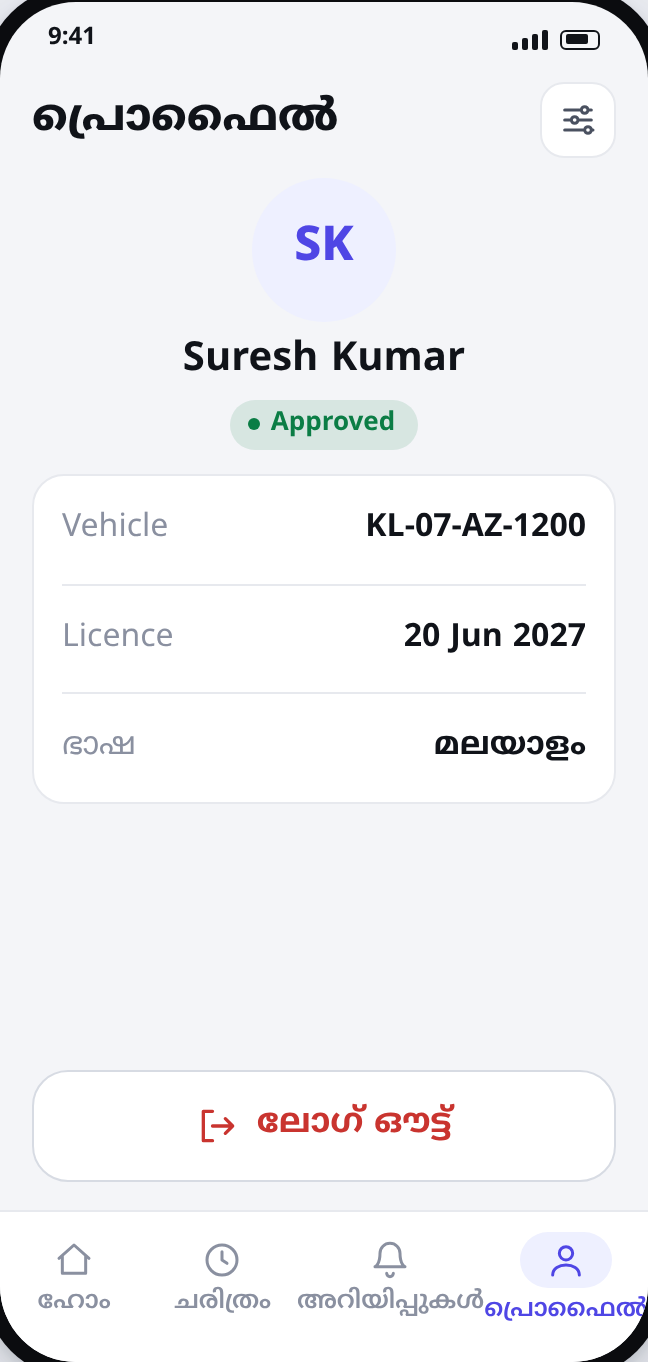 9:41
പ്രൊഫൈൽ
SK
Suresh Kumar
Approved
Vehicle KL-07-AZ-1200
Licence 20 Jun 2027
ഭാഷ മലയാളം
ലോഗ് ഔട്ട്
ഹോം ചരിത്രം അറിയിപ്പുകൾ പ്രൊഫൈൽ